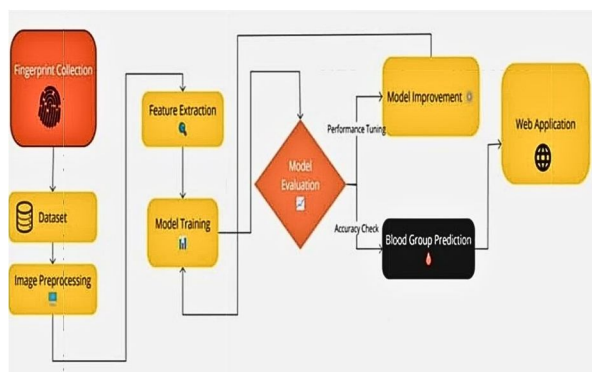 Fingerprint Collection
Dataset
Image Preprocessing
Feature Extraction
Model Training
Model
Evaluation
Performance Tuning
Accuracy Check
Model Improvement
Blood Group Prediction
Web Application